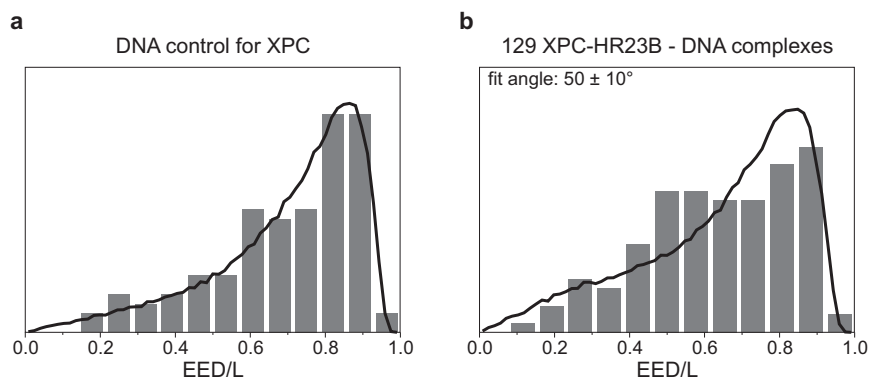 a
DNA control for XPC
0.0 0.2 0.4 0.6 0.8 1.0
EED/L
b
129 XPC-HR23B - DNA complexes
fit angle: 50 ± 10°
0.0 0.2 0.4 0.6 0.8 1.0
EED/L